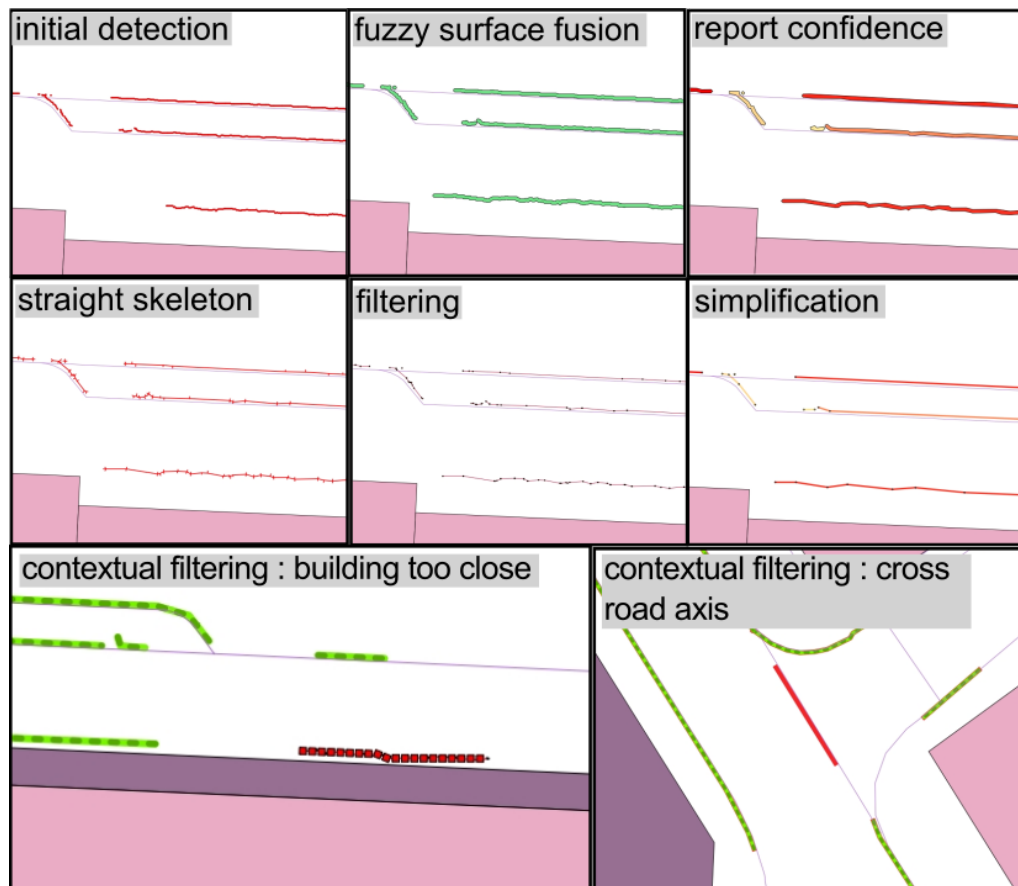 initial detection
fuzzy surface fusion
report confidence
straight skeleton
filtering
simplification
contextual filtering : building too close
contextual filtering : cross
road axis